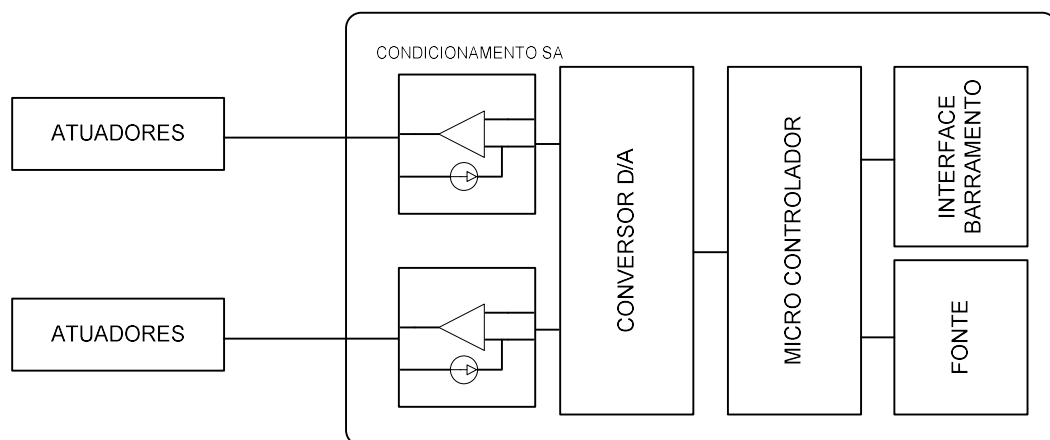 CONDICIONAMENTO SA
ATUADORES
ATUADORES
CONVERSOR D/A
MICRO CONTROLADOR
INTERFACE
BARRAMENTO
FONTE